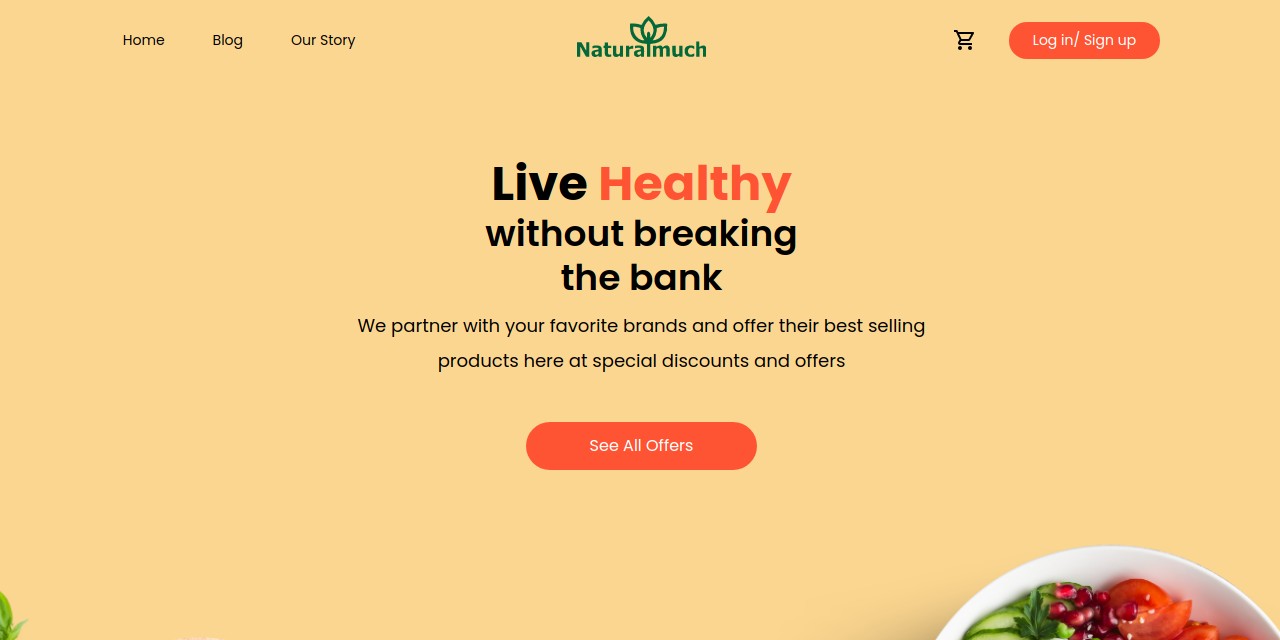 Home
Blog
Our Story
Naturalmuch
Log in/ Sign up
Live Healthy
without breaking
the bank
We partner with your favorite brands and offer their best selling
products here at special discounts and offers
See All Offers